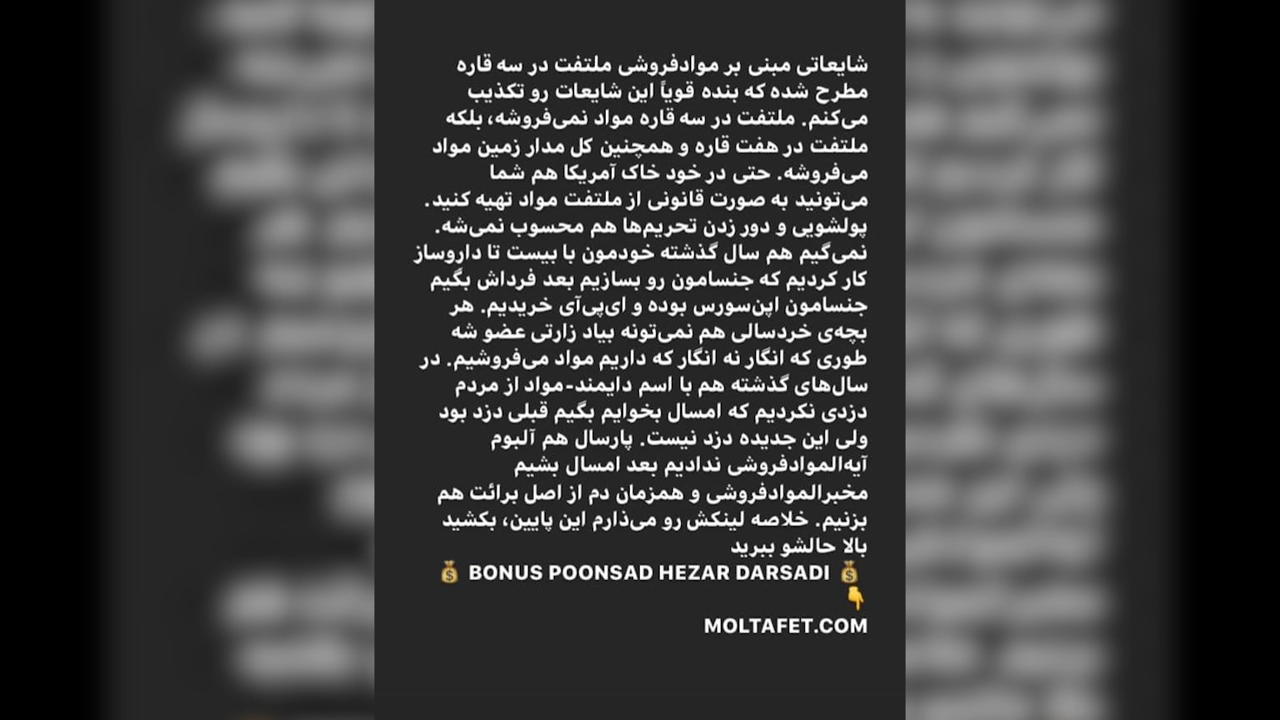 شایعاتی مبنی بر موادفروشی ملتفت در سه قاره
مطرح شده که بنده قویاً این شایعات رو تکذیب
می‌کنم. ملتفت در سه قاره مواد نمی‌فروشه، بلکه
ملتفت در هفت قاره و همچنین کل مدار زمین مواد
می‌فروشه. حتی در خود خاک آمریکا هم شما
می‌تونید به صورت قانونی از ملتفت مواد تهیه کنید.
پولشویی و دور زدن تحریم‌ها هم محسوب نمی‌شه.
نمی‌گیم هم سال گذشته خودمون با بیست تا داروساز
کار کردیم که جنسامون رو بسازیم بعد فرداش بگیم
جنسامون اپن‌سورس بوده و ای‌پی‌آی خریدیم. هر
بچه‌ی خردسالی هم نمی‌تونه بیاد زارتی عضو شه
طوری که انگار نه انگار که داریم مواد می‌فروشیم. در
سال‌های گذشته هم با اسم دایمند-مواد از مردم
دزدی نکردیم که امسال بخوایم بگیم قبلی دزد بود
ولی این جدیده دزد نیست. پارسال هم آلبوم
آیه‌الموادفروشی ندادیم بعد امسال بشیم
مخبرالموادفروشی و همزمان دم از اصل برائت هم
بزنیم. خلاصه لینکش رو می‌ذارم این پایین، بکشید
بالا حالشو ببرید
💰 BONUS POONSAD HEZAR DARSADI 💰
👇
MOLTAFET.COM